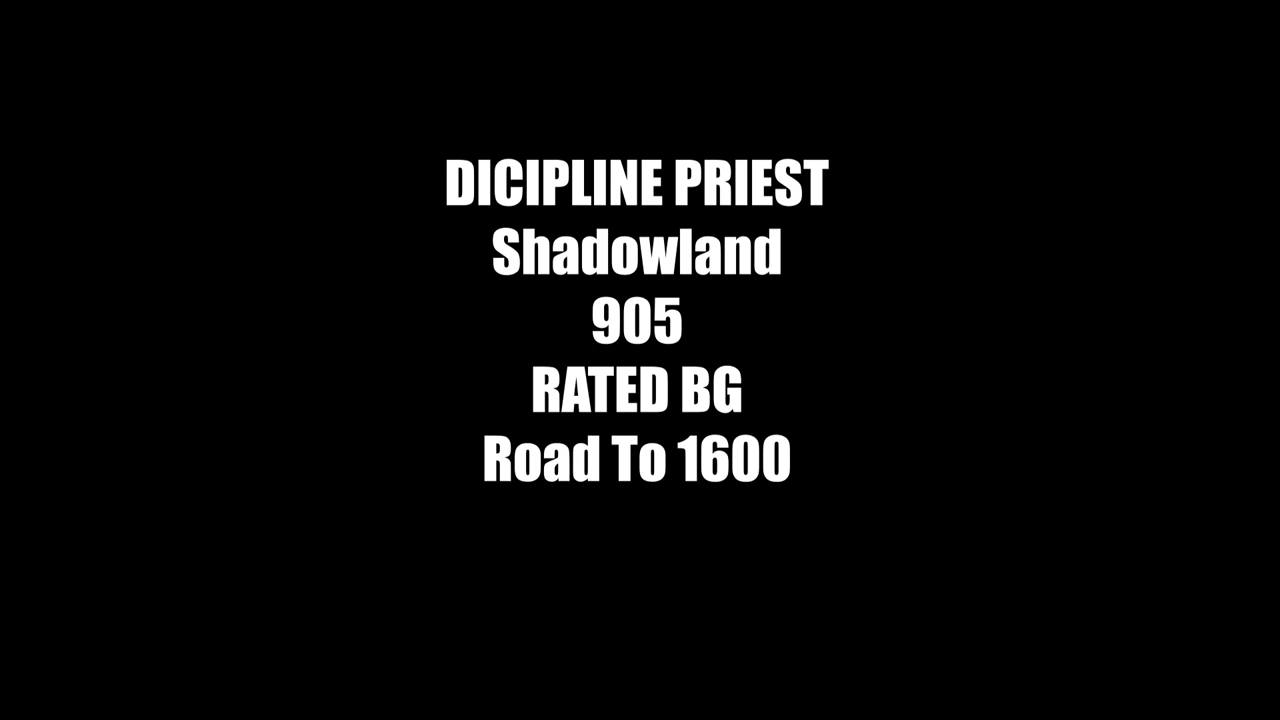 DICIPLINE PRIEST
Shadowland
905
RATED BG
Road To 1600